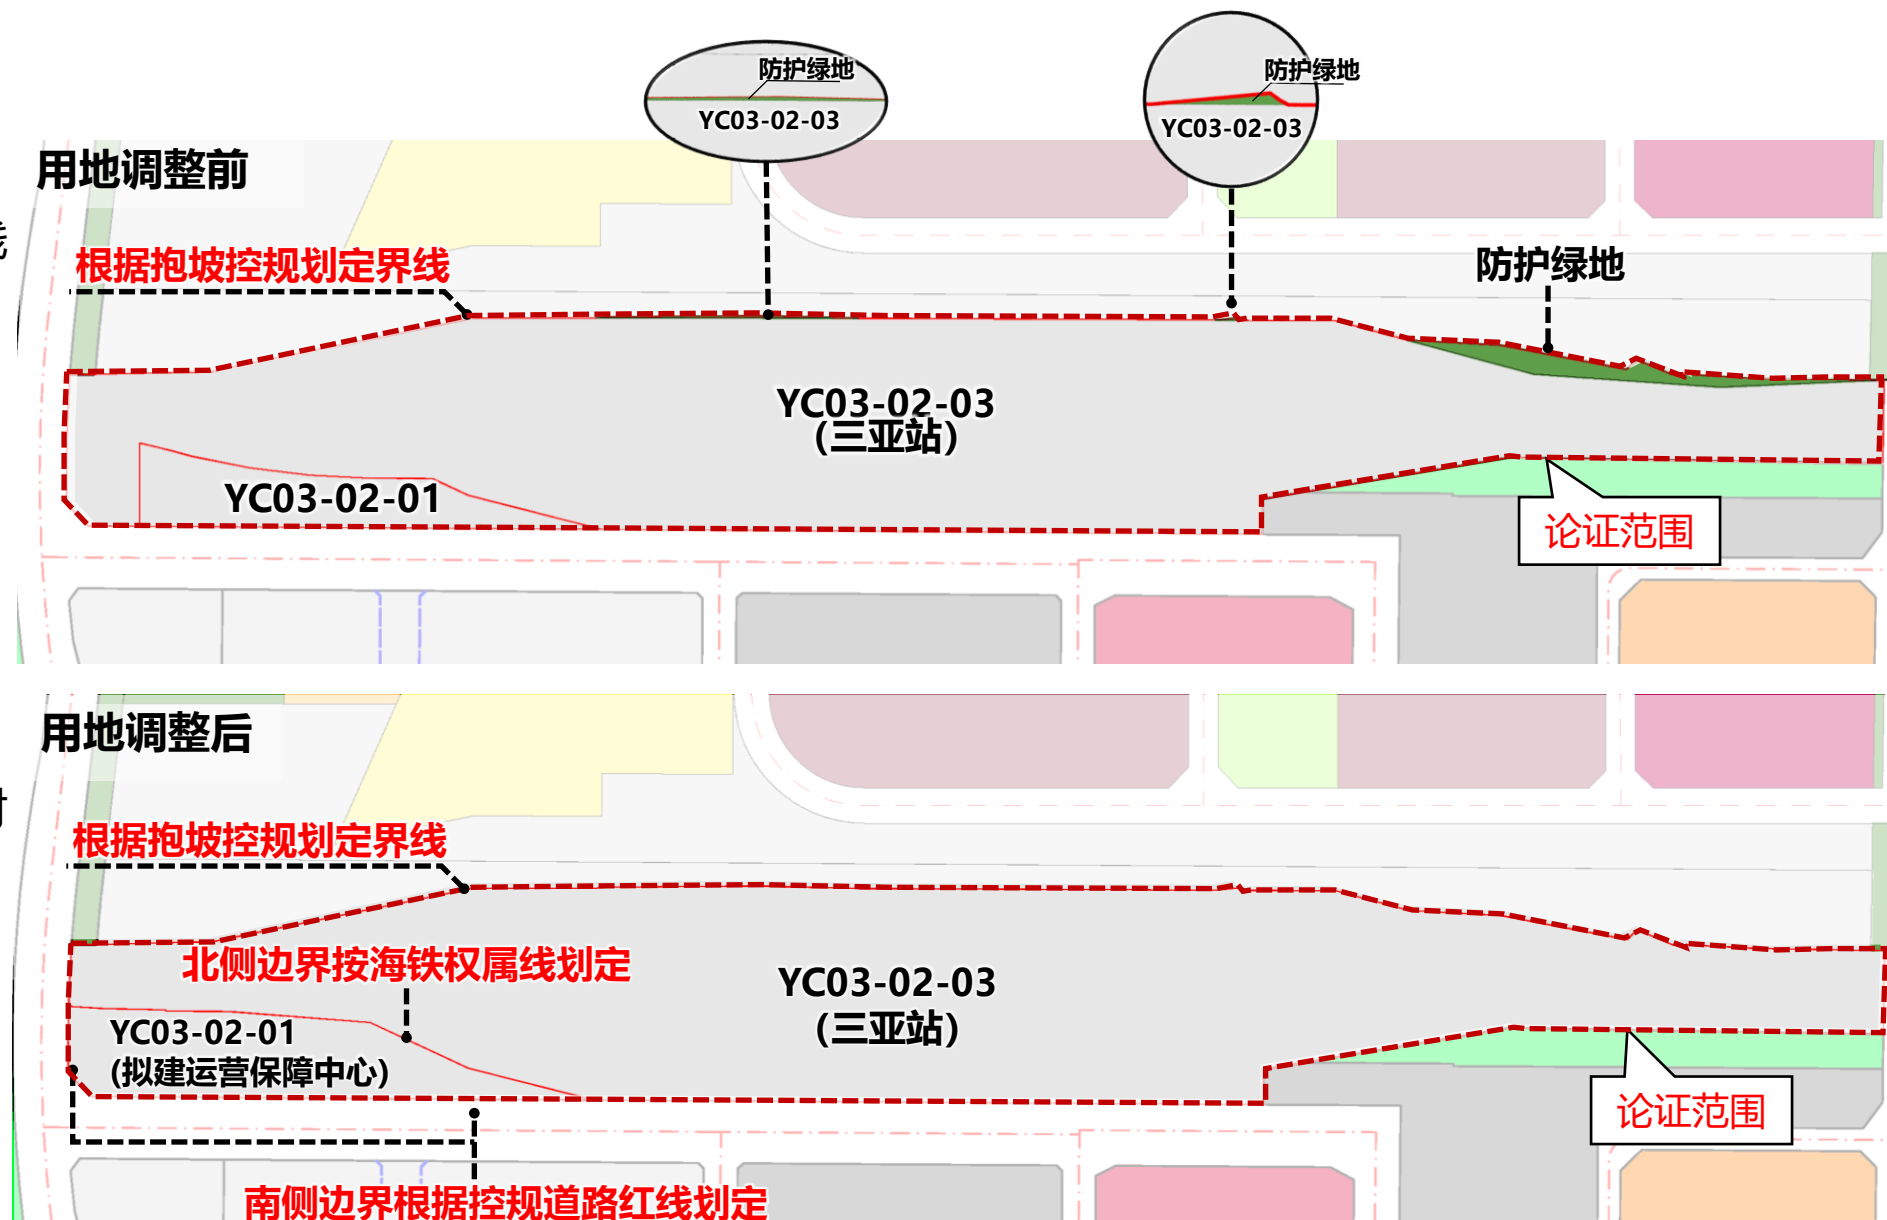 防护绿地
YC03-02-03
防护绿地
YC03-02-03
用地调整前
根据抱坡控规划定界线
防护绿地
YC03-02-03
(三亚站)
YC03-02-01
论证范围
用地调整后
根据抱坡控规划定界线
北侧边界按海铁权属线划定
YC03-02-03
(三亚站)
YC03-02-01
(拟建运营保障中心)
论证范围
南侧边界根据控规道路红线划定